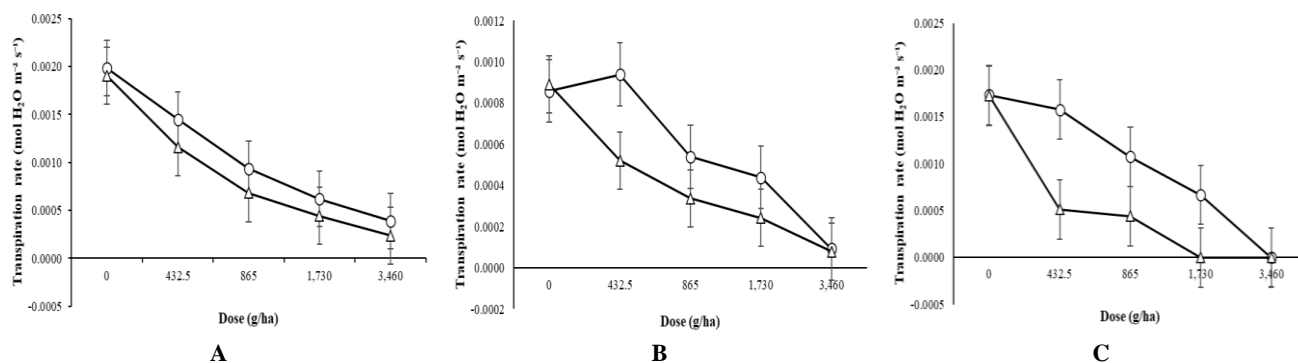 Transpiration rate (mol H₂O m⁻² s⁻¹)
0.0025
0.0020
0.0015
0.0010
0.0005
0.0000
-0.0005
0 432.5 865 1,730 3,460
Dose (g/ha)
A
Transpiration rate (mol H₂O m⁻² s⁻¹)
0.0012
0.0010
0.0008
0.0006
0.0004
0.0002
0.0000
-0.0002
0 432.5 865 1,730 3,460
Dose (g/ha)
B
Transpiration rate (mol H₂O m⁻² s⁻¹)
0.0025
0.0020
0.0015
0.0010
0.0005
0.0000
-0.0005
0 432.5 865 1,730 3,460
Dose (g/ha)
C